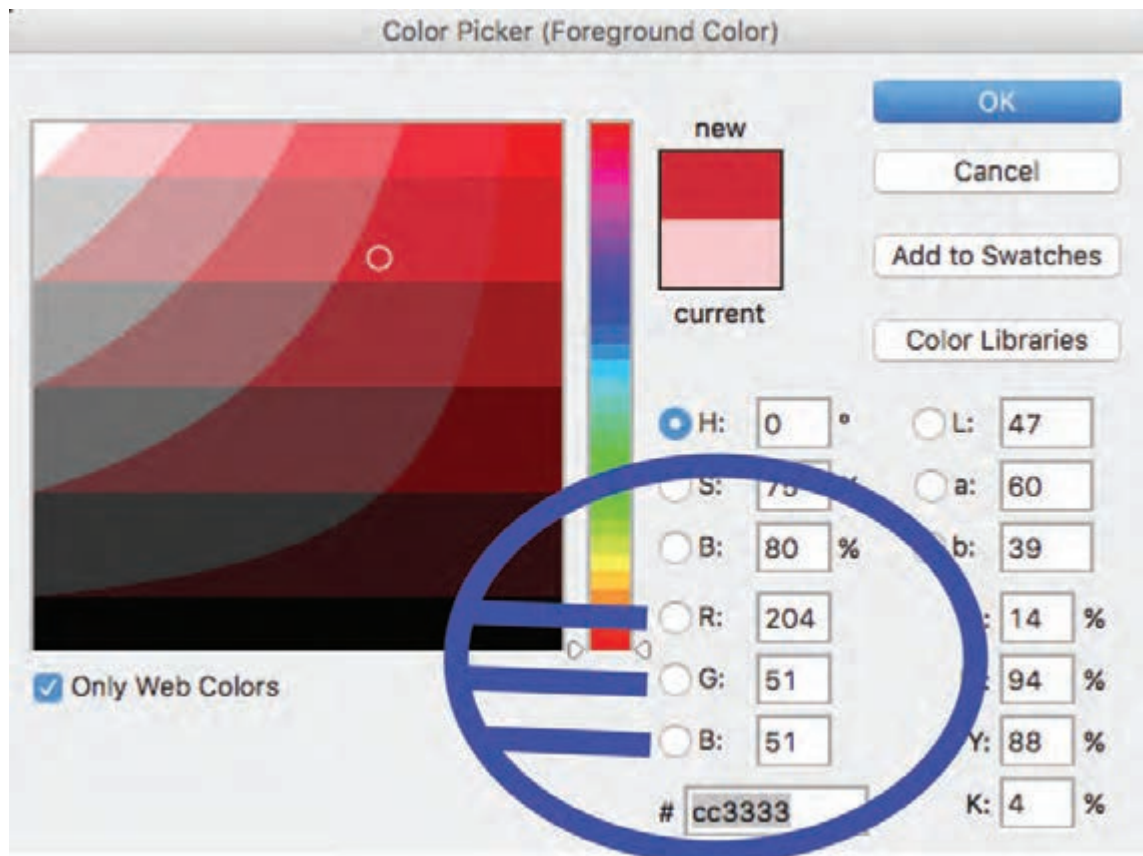 Color Picker (Foreground Color)
new
current
OK
Cancel
Add to Swatches
Color Libraries
H: 0 °
S: 75
B: 80 %
R: 204
G: 51
B: 51
# cc3333
L: 47
a: 60
b: 39
14 %
94 %
Y: 88 %
K: 4 %
Only Web Colors